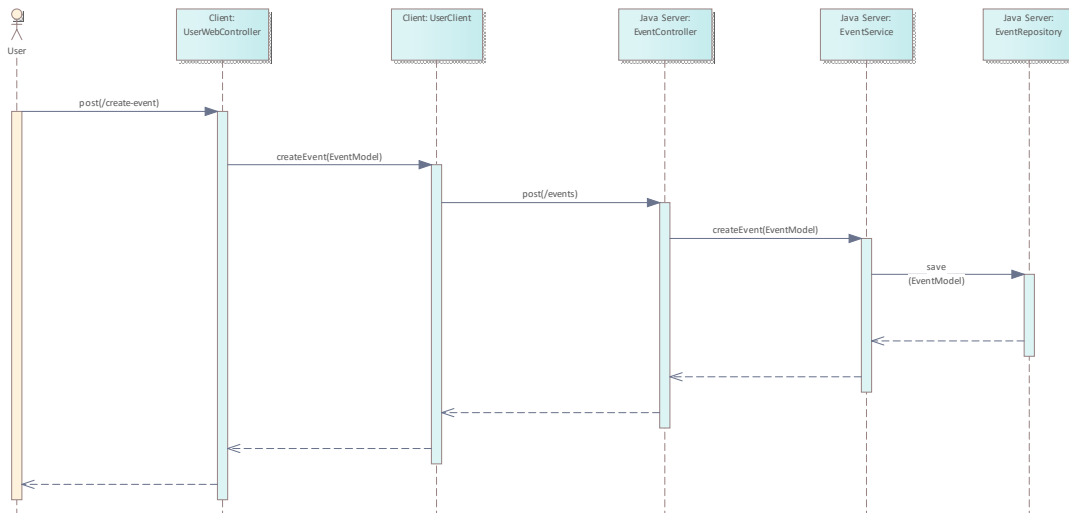 User
Client:
UserWebController
Client: UserClient
Java Server:
EventController
Java Server:
EventService
Java Server:
EventRepository
post(/create-event)
createEvent(EventModel)
post(/events)
createEvent(EventModel)
save
(EventModel)